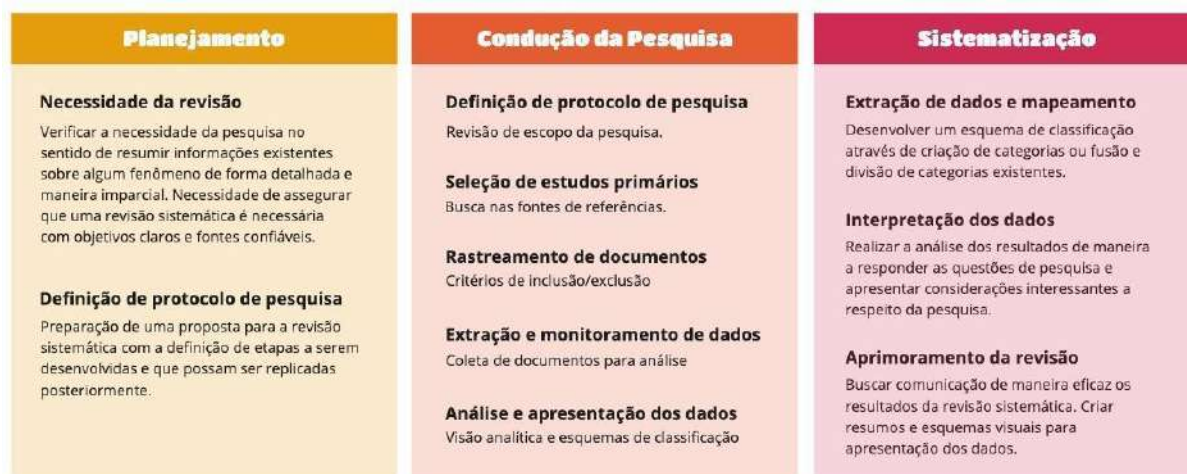 Planejamento
Necessidade da revisão
Verificar a necessidade da pesquisa no
sentido de resumir informações existentes
sobre algum fenômeno de forma detalhada e
maneira imparcial. Necessidade de assegurar
que uma revisão sistemática é necessária
com objetivos claros e fontes confiáveis.
Definição de protocolo de pesquisa
Preparação de uma proposta para a revisão
sistemática com a definição de etapas a serem
desenvolvidas e que possam ser replicadas
posteriormente.
Condução da Pesquisa
Definição de protocolo de pesquisa
Revisão de escopo da pesquisa.
Seleção de estudos primários
Busca nas fontes de referências.
Rastreamento de documentos
Critérios de inclusão/exclusão
Extração e monitoramento de dados
Coleta de documentos para análise
Análise e apresentação dos dados
Visão analítica e esquemas de classificação
Sistematização
Extração de dados e mapeamento
Desenvolver um esquema de classificação
através de criação de categorias ou fusão e
divisão de categorias existentes.
Interpretação dos dados
Realizar a análise dos resultados de maneira
a responder as questões de pesquisa e
apresentar considerações interessantes a
respeito da pesquisa.
Aprimoramento da revisão
Buscar comunicação de maneira eficaz os
resultados da revisão sistemática. Criar
resumos e esquemas visuais para
apresentação dos dados.